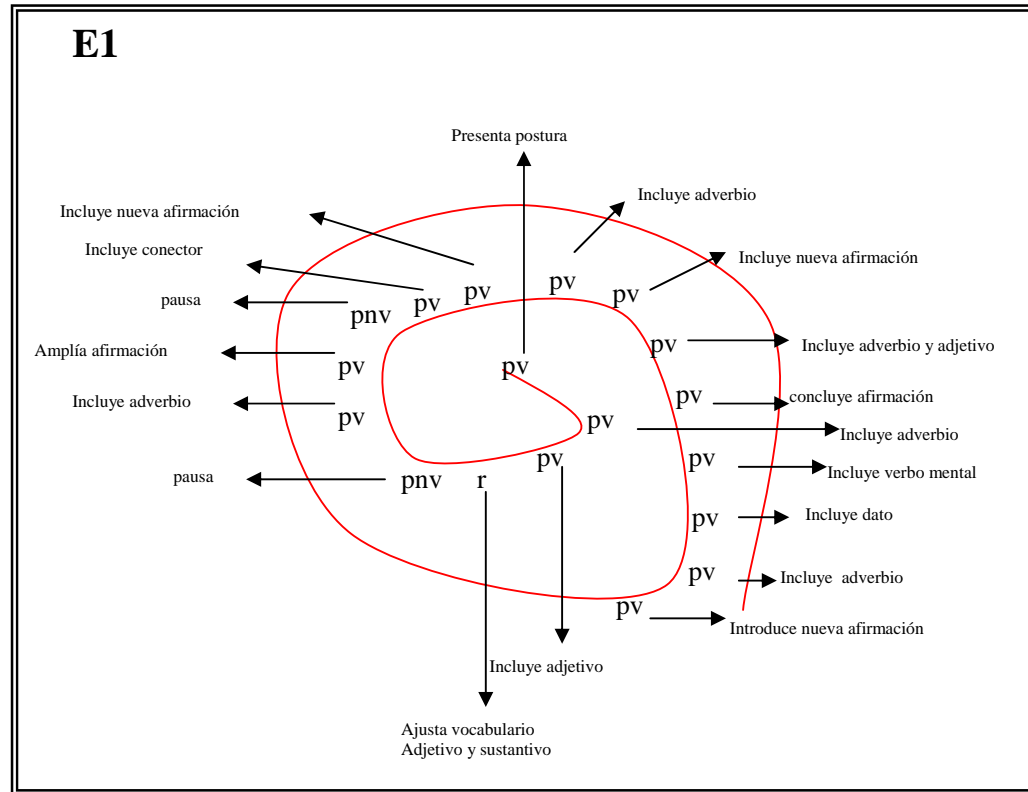 E1
Presenta postura
Incluye adverbio
Incluye nueva afirmación
Incluye nueva afirmación
Incluye conector
pv
pausa
pv
pv
pv
pv
pnv
pv
Incluye adverbio y adjetivo
Amplía afirmación
pv
pv
pv
concluye afirmación
Incluye adverbio
pv
pv
Incluye adverbio
pv
pv
Incluye verbo mental
pausa
pnv
r
pv
Incluye dato
pv
Incluye adverbio
pv
Introduce nueva afirmación
Incluye adjetivo
Ajusta vocabulario
Adjetivo y sustantivo